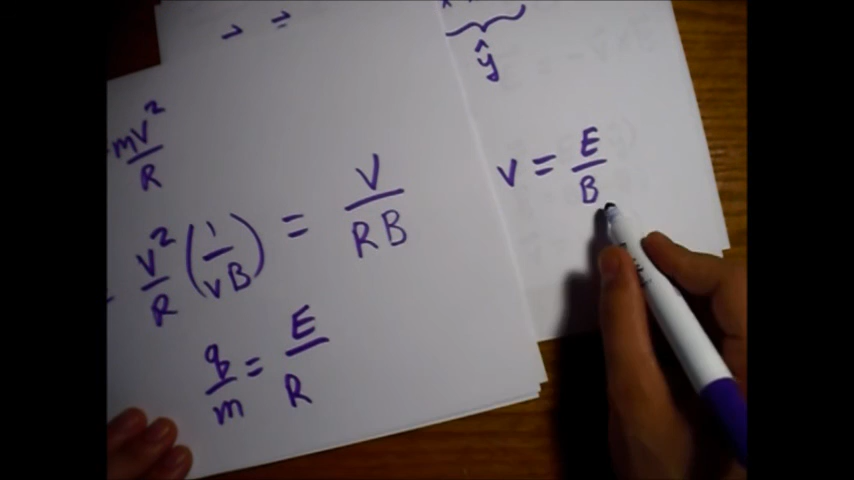 ŷ
mv²/R
v²/R (1/vB) = V/RB
v = E/B
q/m = E/R